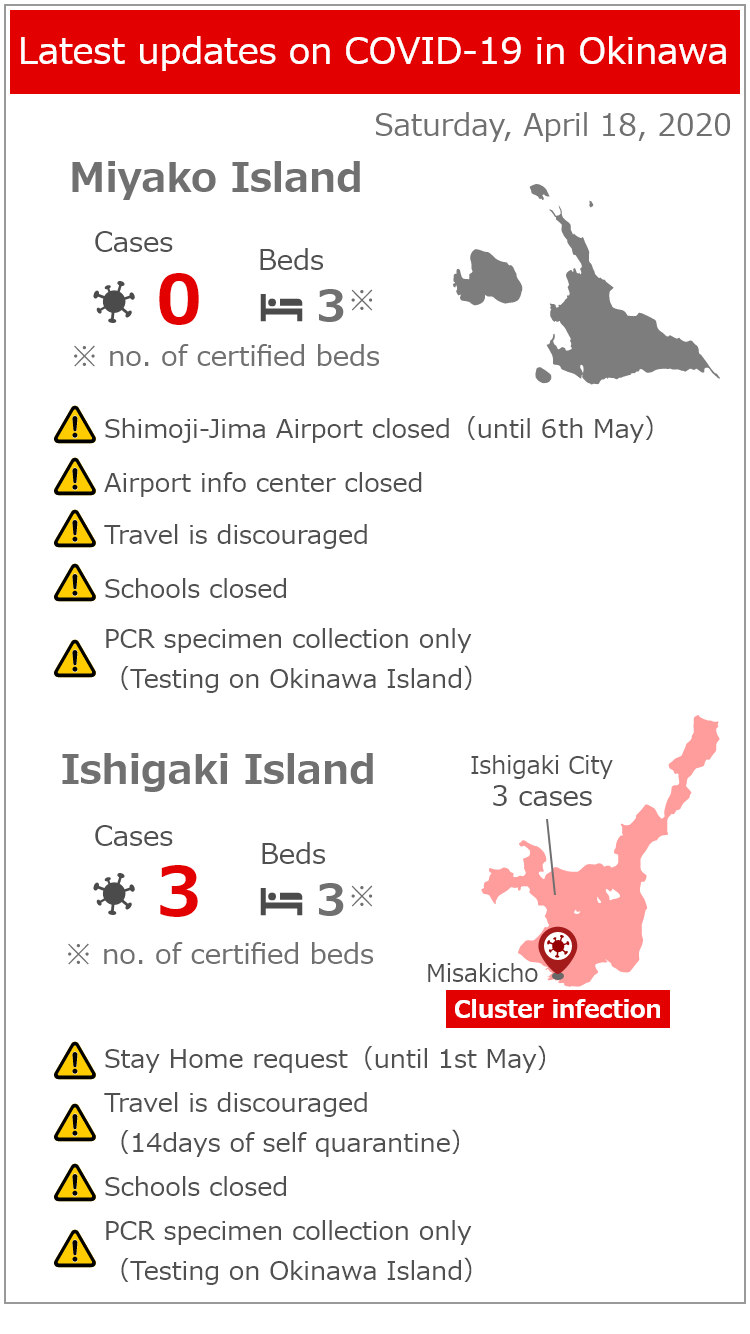 Latest updates on COVID-19 in Okinawa
Saturday, April 18, 2020
Miyako Island
Cases
0
Beds
3※
※ no. of certified beds
Shimoji-Jima Airport closed（until 6th May）
Airport info center closed
Travel is discouraged
Schools closed
PCR specimen collection only
（Testing on Okinawa Island）
Ishigaki Island
Cases
3
Beds
3※
※ no. of certified beds
Ishigaki City
3 cases
Misakicho
Cluster infection
Stay Home request（until 1st May）
Travel is discouraged
（14days of self quarantine）
Schools closed
PCR specimen collection only
（Testing on Okinawa Island）